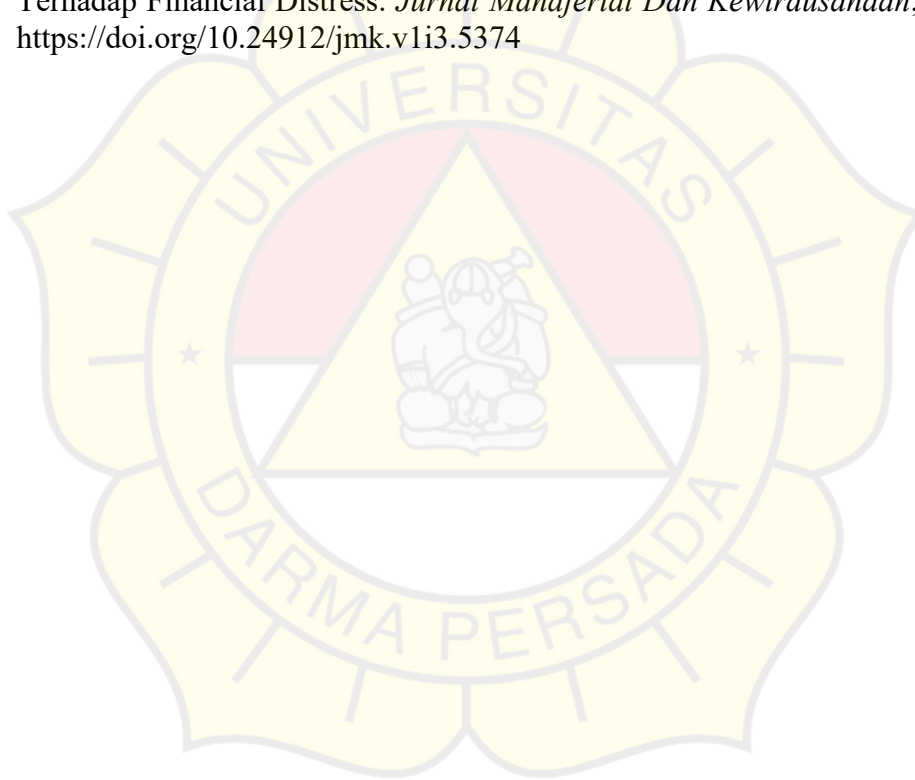 Terhadap Financial Distress. Jurnal Manajerial Dan Kewirausahaan,
https://doi.org/10.24912/jmk.v1i3.5374
UNIVERSITAS
DARMA PERSADA